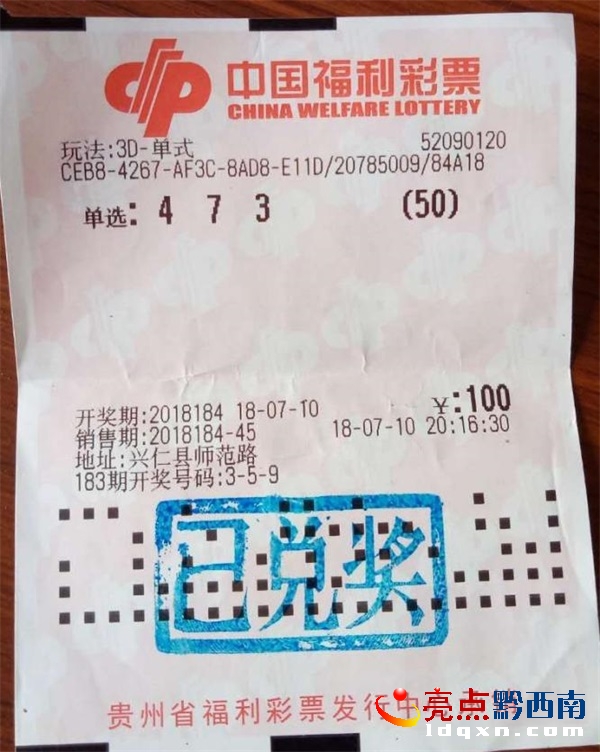 中国福利彩票
CHINA WELFARE LOTTERY
玩法:3D-单式 52090120
CEB8-4267-AF3C-8AD8-E11D/20785009/84A18
单选: 4 7 3 (50)
开奖期:2018184 18-07-10 ¥:100
销售期:2018184-45 18-07-10 20:16:30
地址:兴仁县师范路
183期开奖号码:3-5-9
已兑奖
贵州省福利彩票发行中
亮点黔西南
ldqxn.com